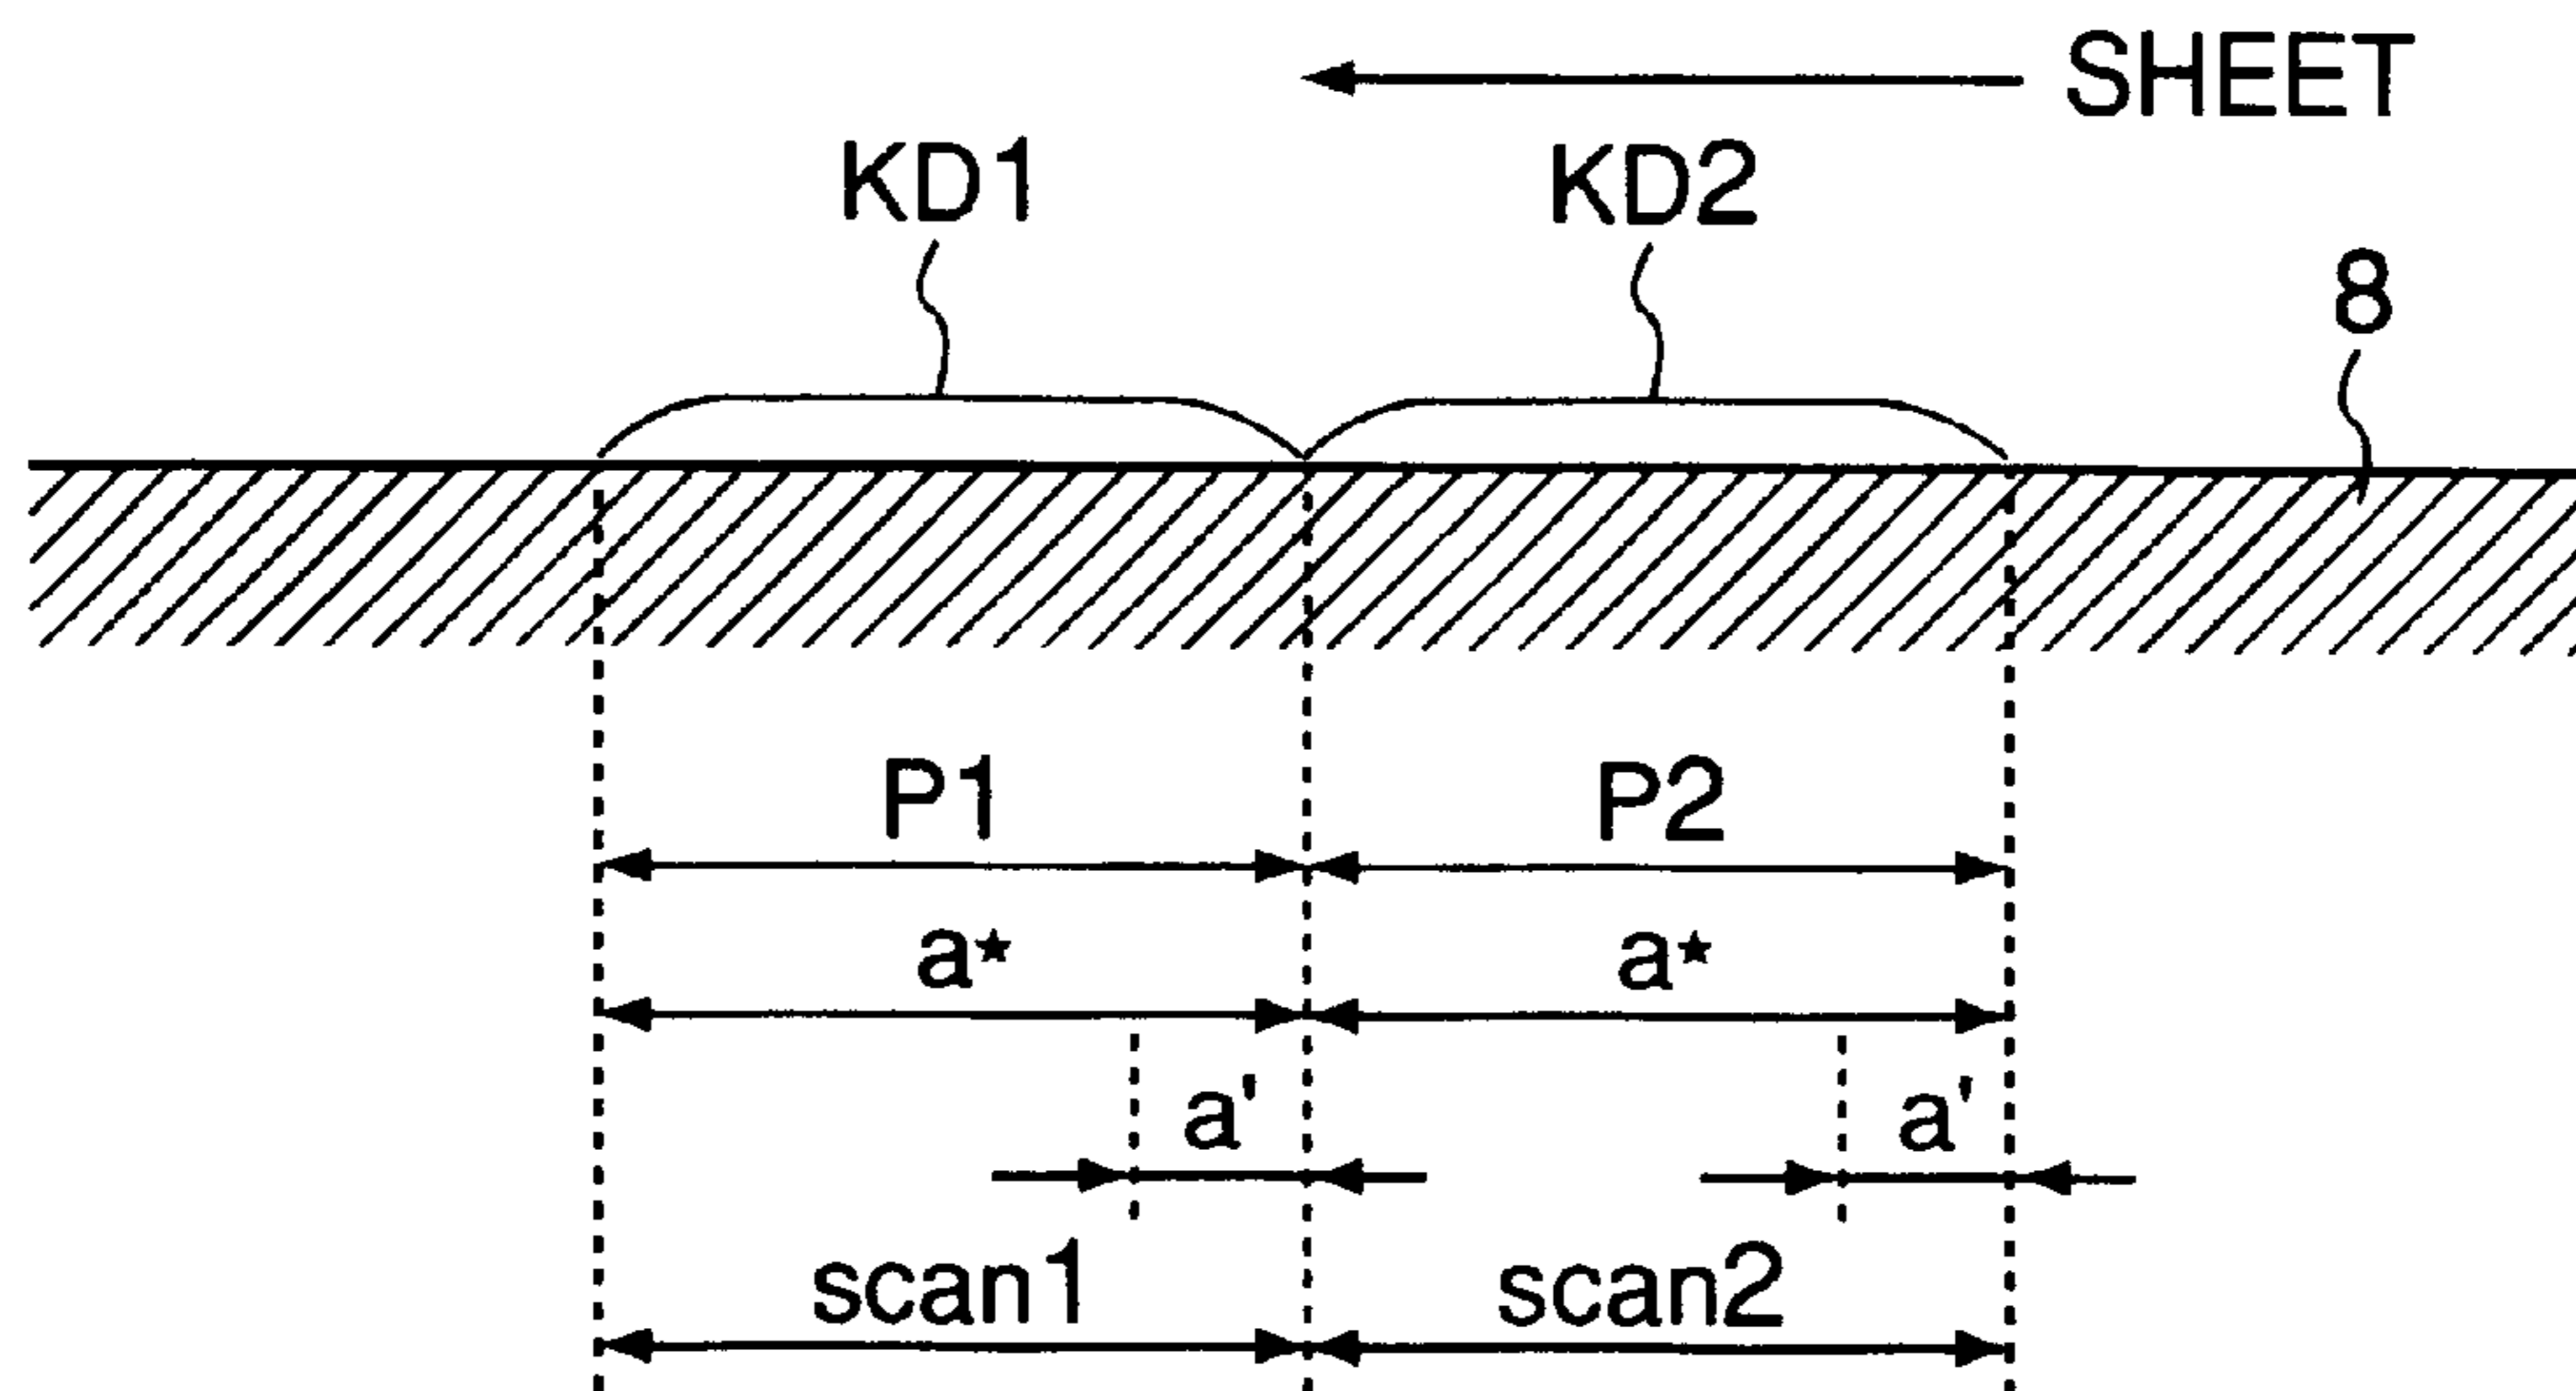 SHEET
KD1 KD2
8
P1 P2
a★ a★
a' a'
scan1 scan2